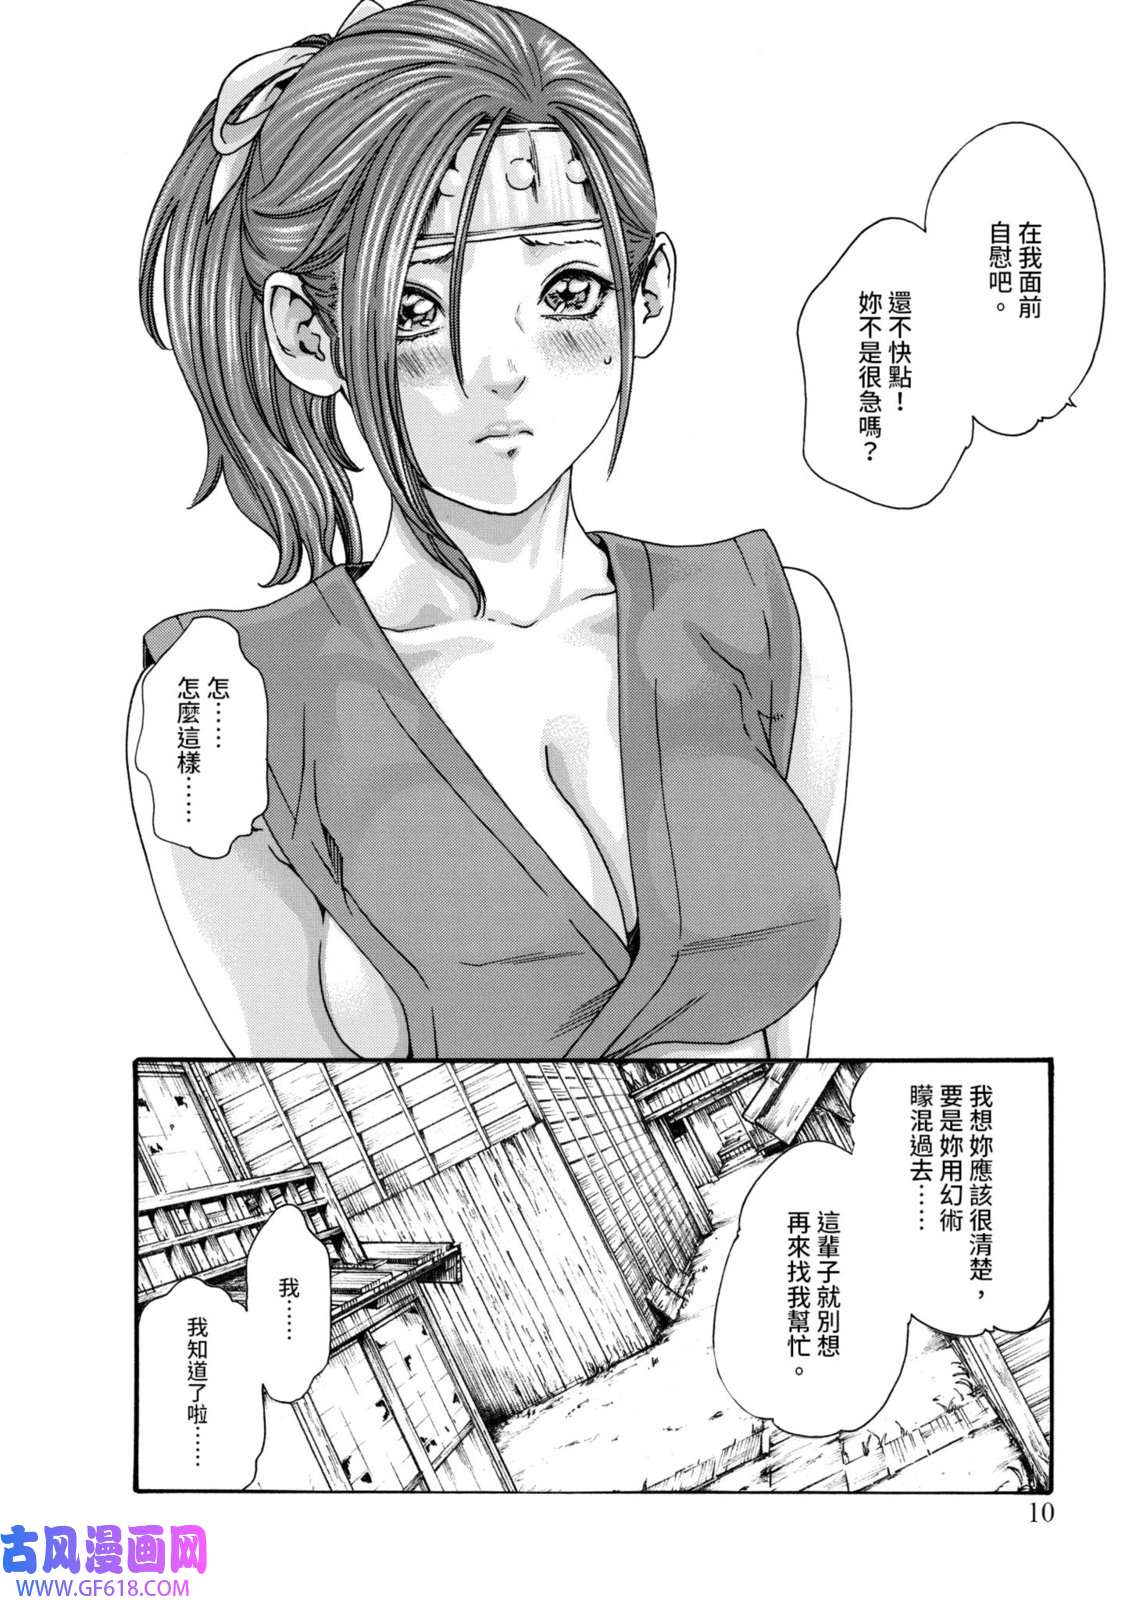 在我面前
自慰吧。
還不快點！
妳不是很急嗎？
怎……
怎麼這樣……
我想妳應該很清楚，
要是妳用幻術
矇混過去……
這輩子就別想
再來找我幫忙。
我……
我知道了啦……
10
古风漫画网
WWW.GF618.COM